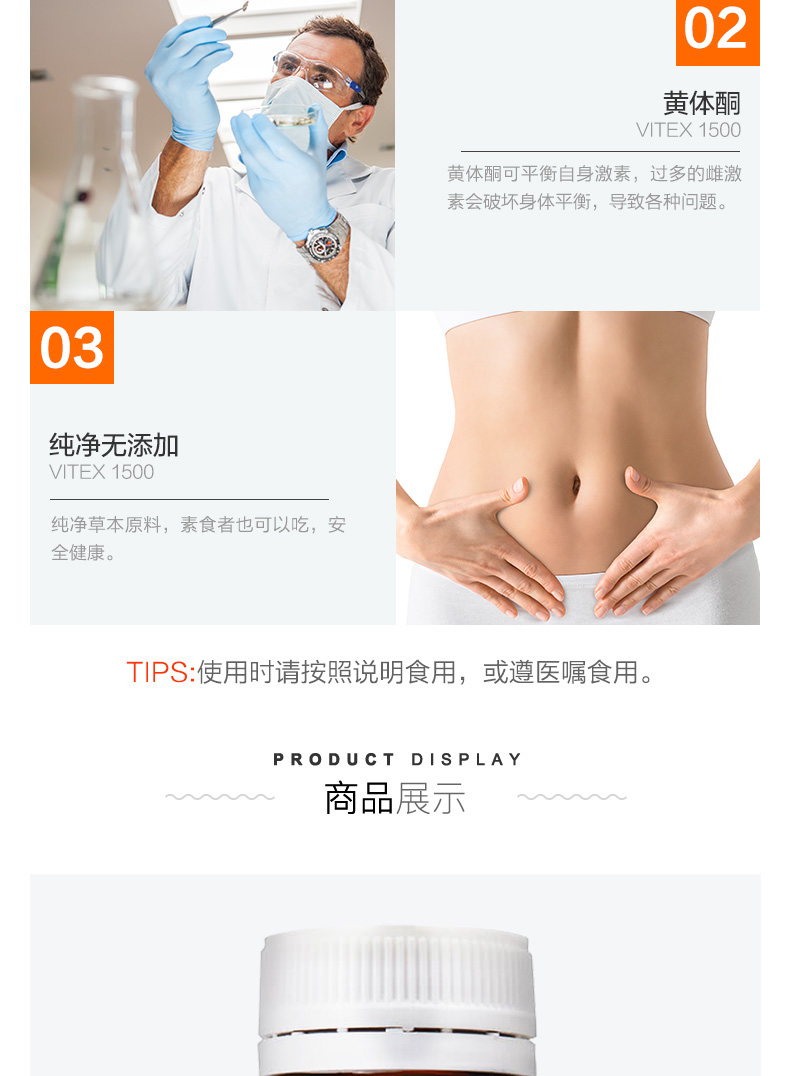 02
黄体酮
VITEX 1500
黄体酮可平衡自身激素，过多的雌激
素会破坏身体平衡，导致各种问题。
03
纯净无添加
VITEX 1500
纯净草本原料，素食者也可以吃，安
全健康。
TIPS:使用时请按照说明食用，或遵医嘱食用。
PRODUCT DISPLAY
商品展示